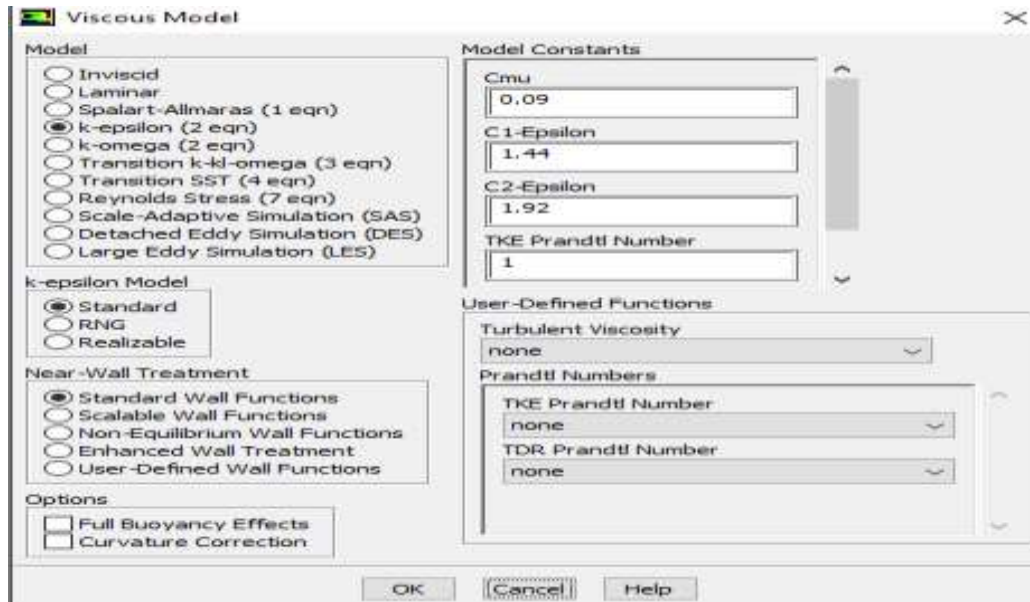 Viscous Model
Model
Inviscid
Laminar
Spalart-Allmaras (1 eqn)
k-epsilon (2 eqn)
k-omega (2 eqn)
Transition k-kl-omega (3 eqn)
Transition SST (4 eqn)
Reynolds Stress (7 eqn)
Scale-Adaptive Simulation (SAS)
Detached Eddy Simulation (DES)
Large Eddy Simulation (LES)
k-epsilon Model
Standard
RNG
Realizable
Near-Wall Treatment
Standard Wall Functions
Scalable Wall Functions
Non-Equilibrium Wall Functions
Enhanced Wall Treatment
User-Defined Wall Functions
Options
Full Buoyancy Effects
Curvature Correction
Model Constants
Cmu
0.09
C1-Epsilon
1.44
C2-Epsilon
1.92
TKE Prandtl Number
1
User-Defined Functions
Turbulent Viscosity
none
Prandtl Numbers
TKE Prandtl Number
none
TDR Prandtl Number
none
OK Cancel Help